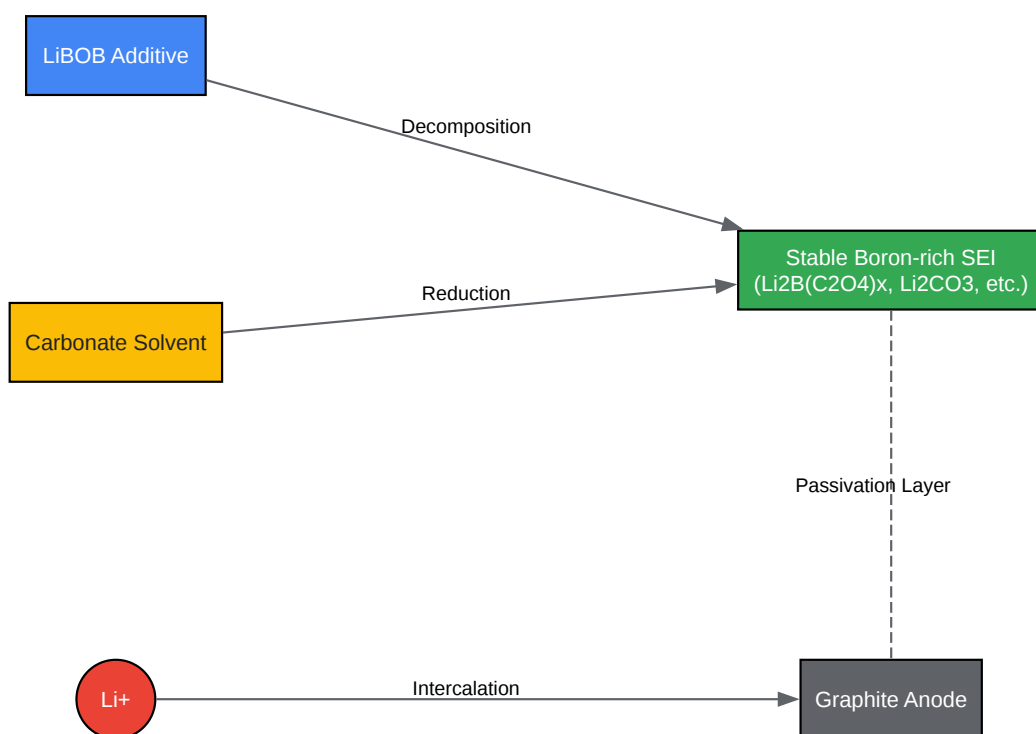 LiBOB Additive
Decomposition
Stable Boron-rich SEI
(Li2B(C2O4)x, Li2CO3, etc.)
Reduction
Carbonate Solvent
Passivation Layer
Li+
Intercalation
Graphite Anode